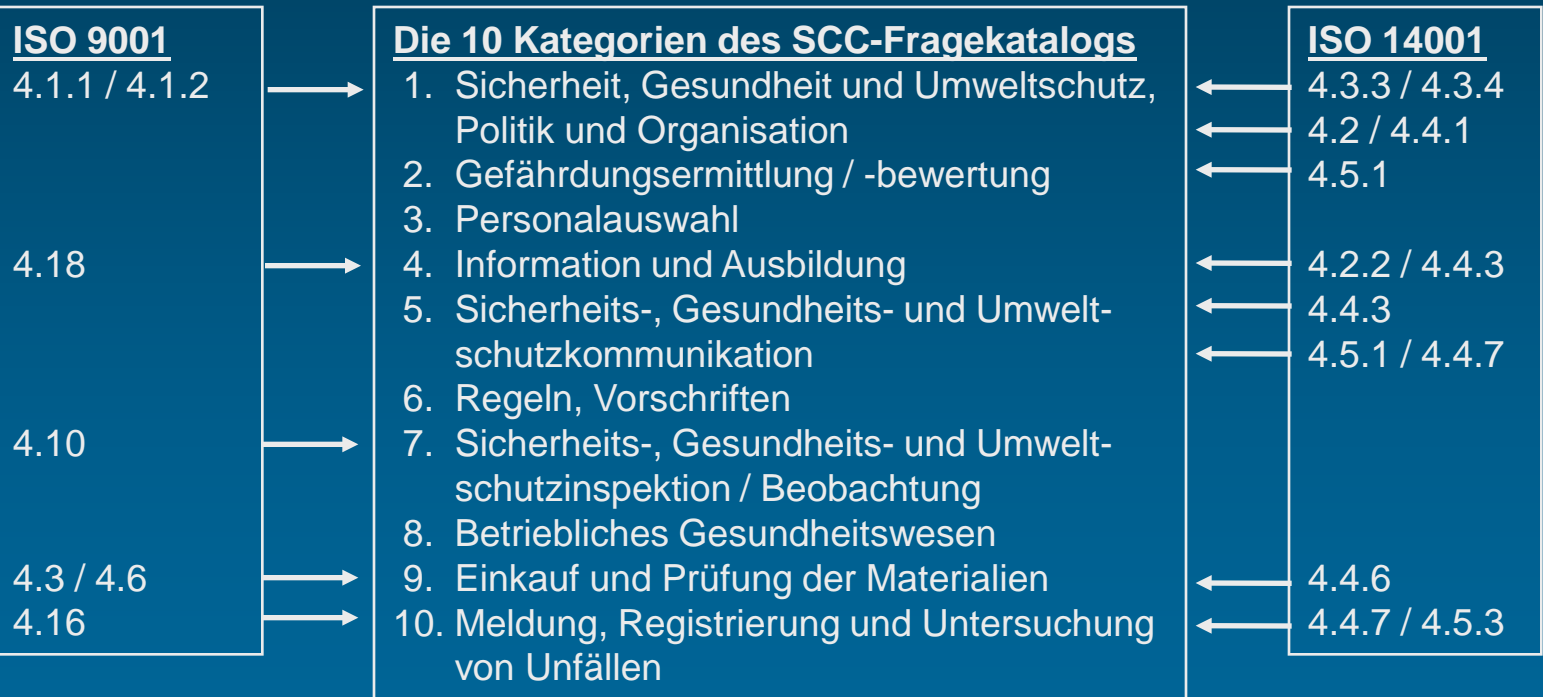 ISO 9001
4.1.1 / 4.1.2
4.18
4.10
4.3 / 4.6
4.16
Die 10 Kategorien des SCC-Fragekatalogs
1. Sicherheit, Gesundheit und Umweltschutz,
Politik und Organisation
2. Gefährdungsermittlung / -bewertung
3. Personalauswahl
4. Information und Ausbildung
5. Sicherheits-, Gesundheits- und Umwelt-
schutzkommunikation
6. Regeln, Vorschriften
7. Sicherheits-, Gesundheits- und Umwelt-
schutzinspektion / Beobachtung
8. Betriebliches Gesundheitswesen
9. Einkauf und Prüfung der Materialien
10. Meldung, Registrierung und Untersuchung
von Unfällen
ISO 14001
4.3.3 / 4.3.4
4.2 / 4.4.1
4.5.1
4.2.2 / 4.4.3
4.4.3
4.5.1 / 4.4.7
4.4.6
4.4.7 / 4.5.3